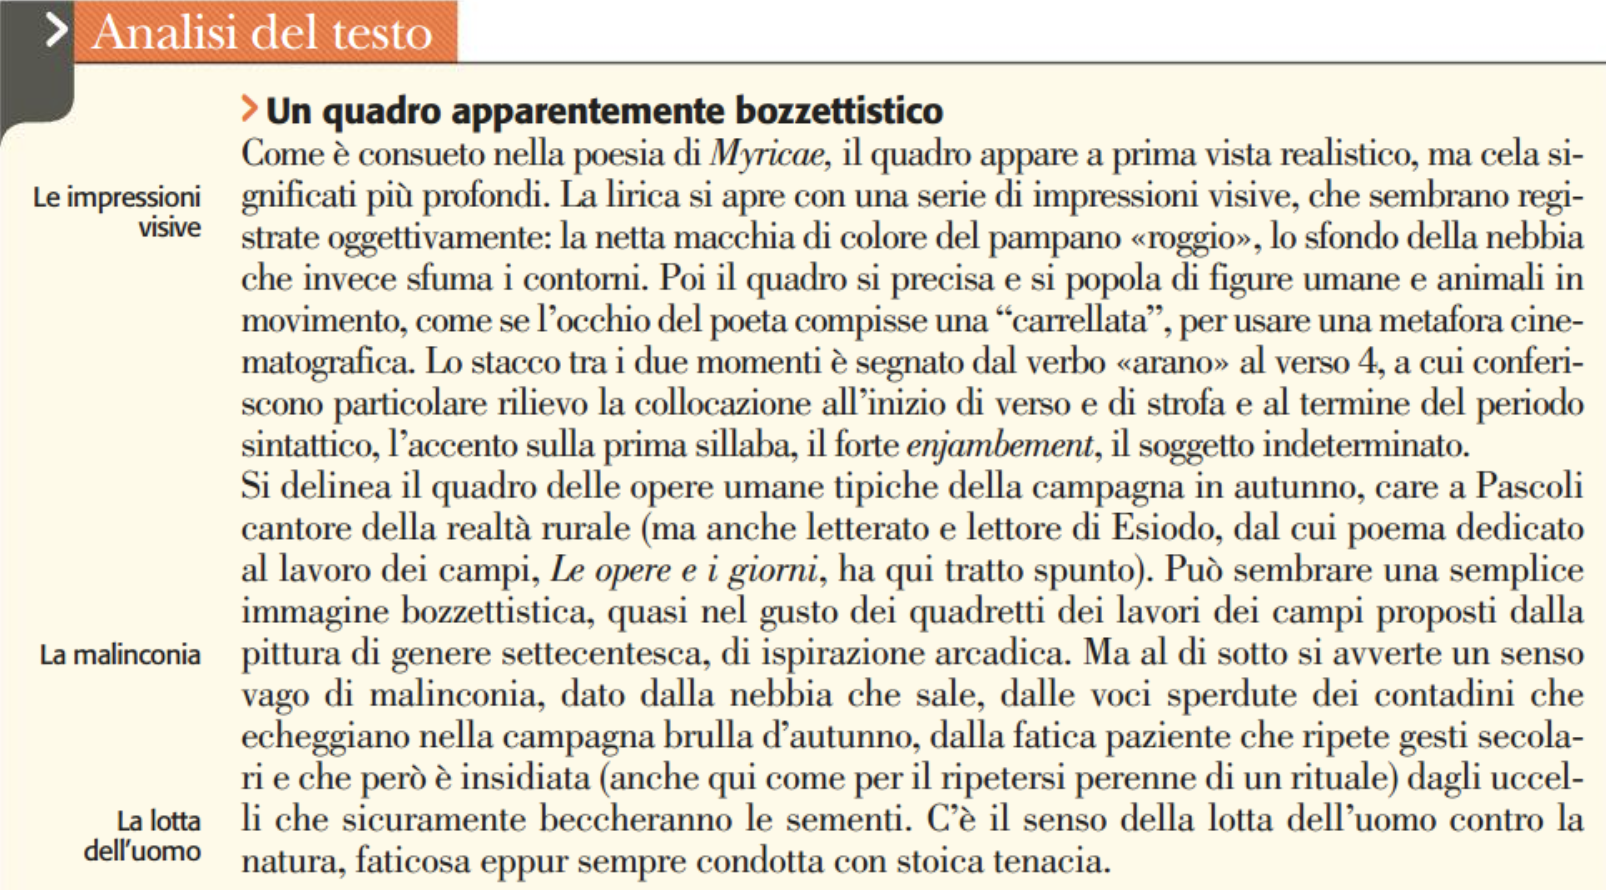 Analisi del testo
> Un quadro apparentemente bozzettistico
Come è consueto nella poesia di Myricae, il quadro appare a prima vista realistico, ma cela si-
Le impressioni
visive
gnificati più profondi. La lirica si apre con una serie di impressioni visive, che sembrano regi-
strate oggettivamente: la netta macchia di colore del pampano «roggio», lo sfondo della nebbia
che invece sfuma i contorni. Poi il quadro si precisa e si popola di figure umane e animali in
movimento, come se l'occhio del poeta compisse una “carrellata”, per usare una metafora cine-
matografica. Lo stacco tra i due momenti è segnato dal verbo «arano» al verso 4, a cui conferi-
scono particolare rilievo la collocazione all'inizio di verso e di strofa e al termine del periodo
sintattico, l'accento sulla prima sillaba, il forte enjambement, il soggetto indeterminato.
Si delinea il quadro delle opere umane tipiche della campagna in autunno, care a Pascoli
cantore della realtà rurale (ma anche letterato e lettore di Esiodo, dal cui poema dedicato
al lavoro dei campi, Le opere e i giorni, ha qui tratto spunto). Può sembrare una semplice
immagine bozzettistica, quasi nel gusto dei quadretti dei lavori dei campi proposti dalla
La malinconia
pittura di genere settecentesca, di ispirazione arcadica. Ma al di sotto si avverte un senso
vago di malinconia, dato dalla nebbia che sale, dalle voci sperdute dei contadini che
echeggiano nella campagna brulla d'autunno, dalla fatica paziente che ripete gesti secola-
ri e che però è insidiata (anche qui come per il ripetersi perenne di un rituale) dagli uccel-
La lotta
dell'uomo
li che sicuramente beccheranno le sementi. C'è il senso della lotta dell'uomo contro la
natura, faticosa eppur sempre condotta con stoica tenacia.